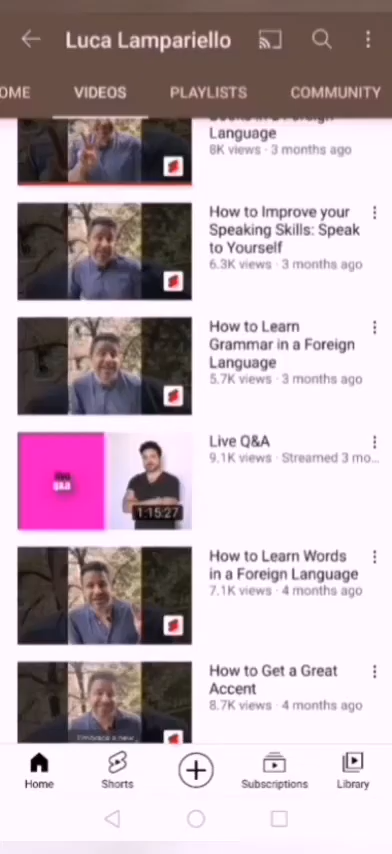 Luca Lampariello
OME
VIDEOS
PLAYLISTS
COMMUNITY
Language
8K views · 3 months ago
How to Improve your
Speaking Skills: Speak
to Yourself
6.3K views · 3 months ago
How to Learn
Grammar in a Foreign
Language
5.7K views · 3 months ago
Live Q&A
9.1K views · Streamed 3 mo...
live
q&a
1:15:27
How to Learn Words
in a Foreign Language
7.1K views · 4 months ago
How to Get a Great
Accent
8.7K views · 4 months ago
Home
Shorts
Subscriptions
Library